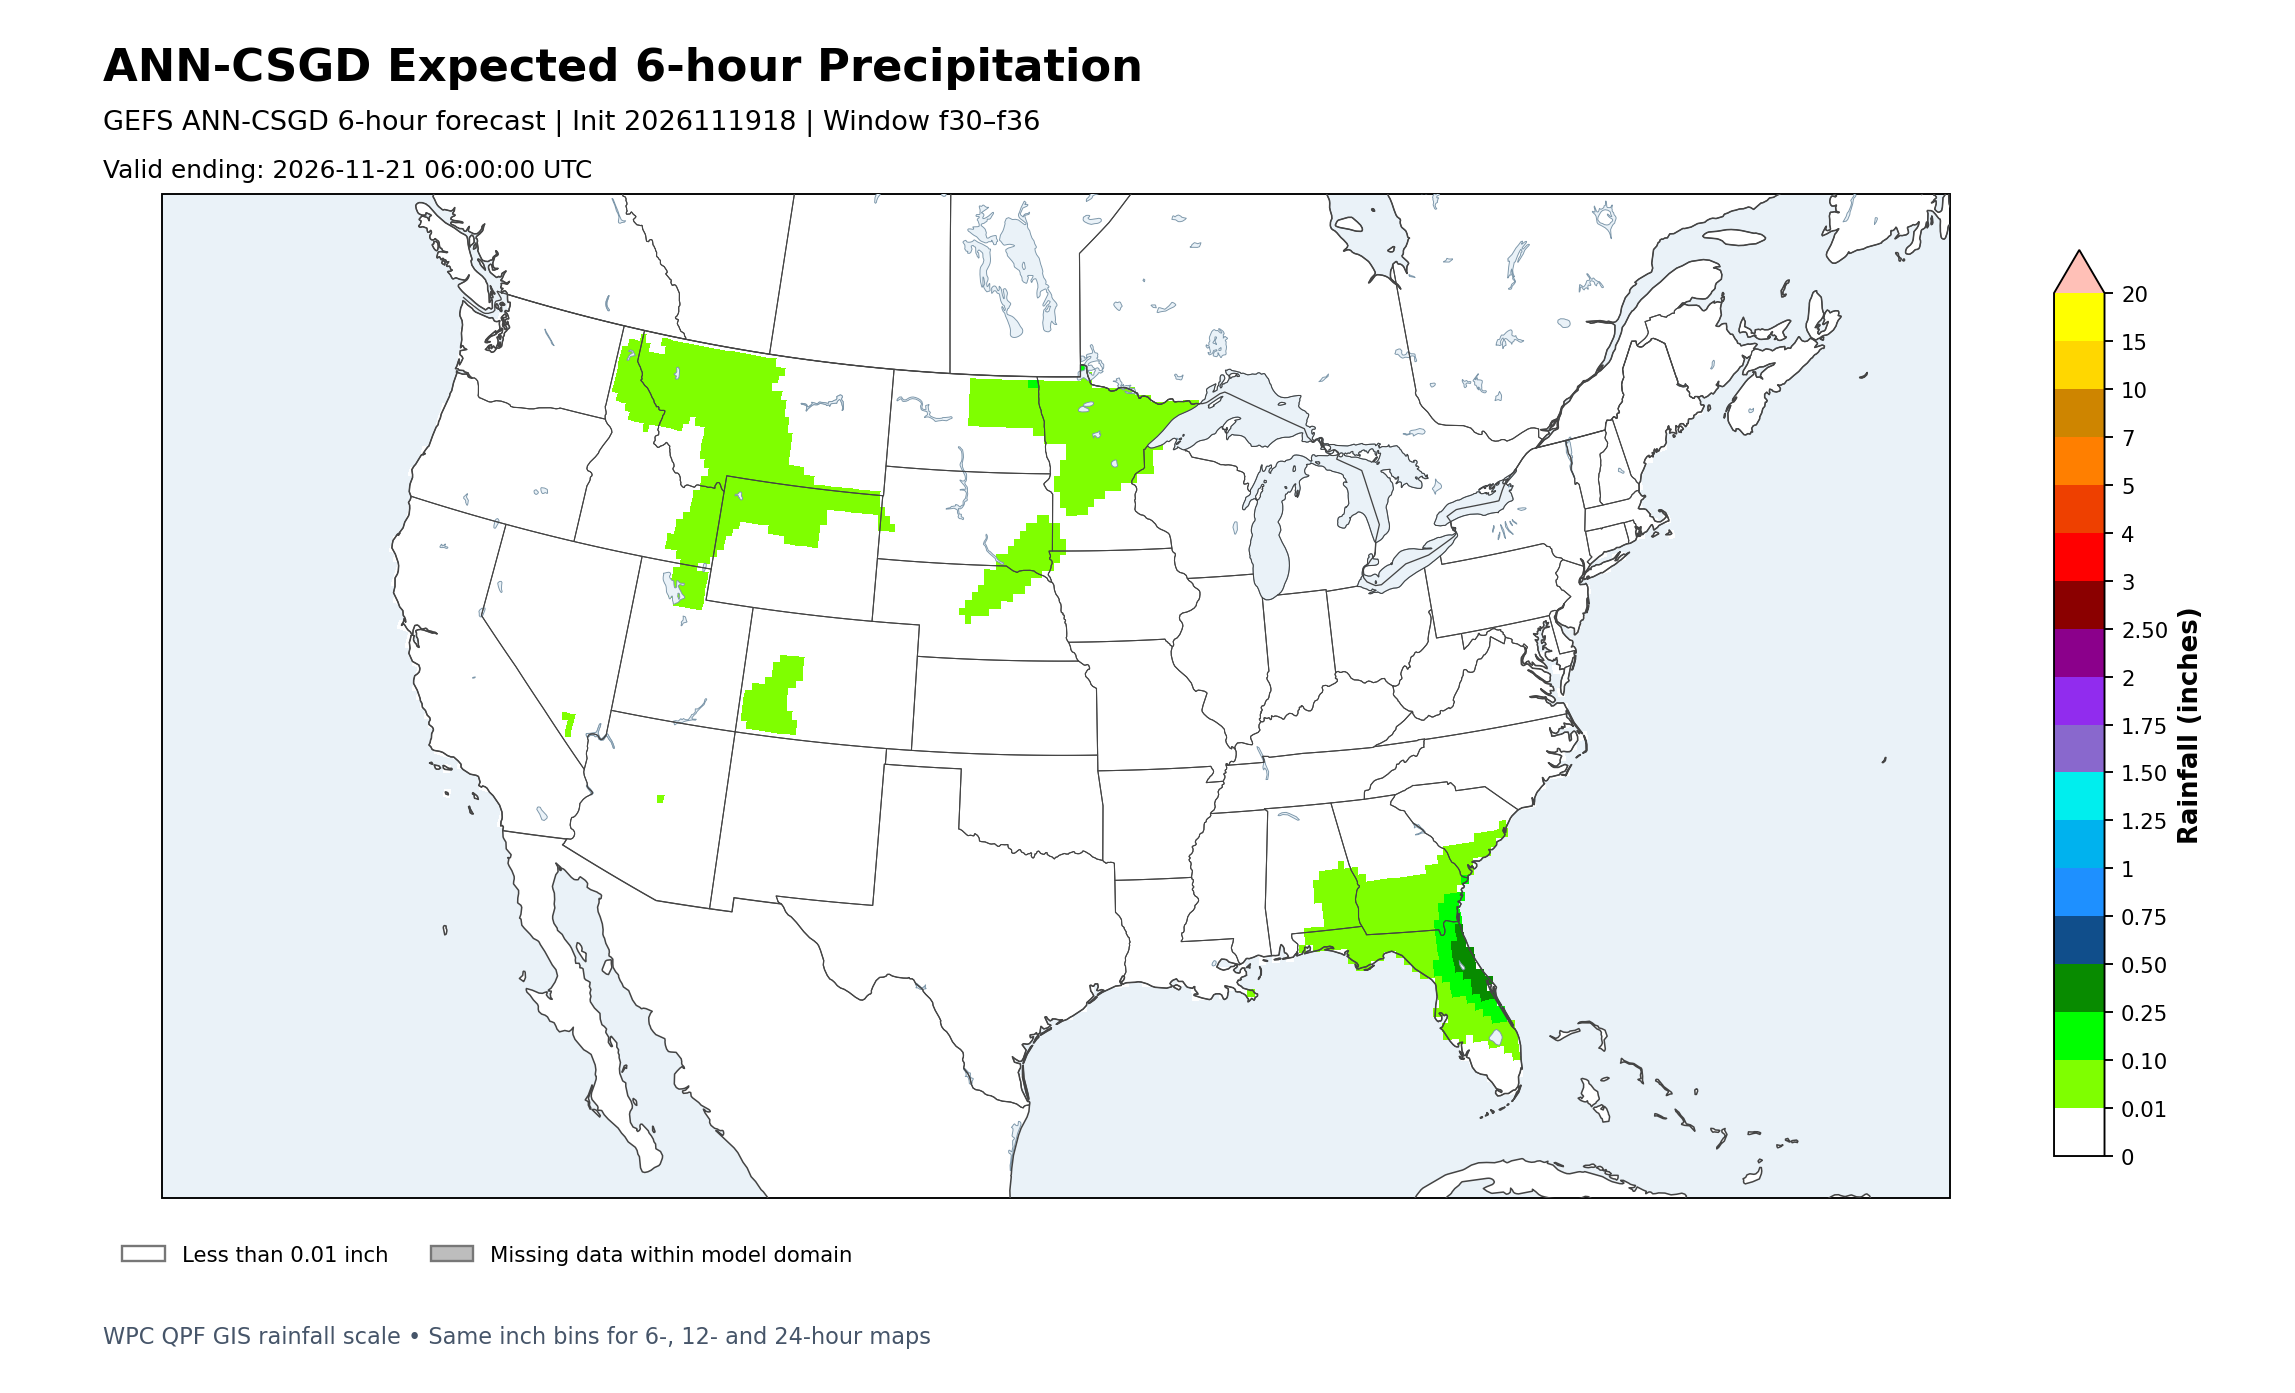 ANN-CSGD Expected 6-hour Precipitation
GEFS ANN-CSGD 6-hour forecast | Init 2026111918 | Window f30–f36
Valid ending: 2026-11-21 06:00:00 UTC
20
15
10
7
5
4
3
2.50
2
1.75
1.50
1.25
1
0.75
0.50
0.25
0.10
0.01
0
Rainfall (inches)
Less than 0.01 inch
Missing data within model domain
WPC QPF GIS rainfall scale • Same inch bins for 6-, 12- and 24-hour maps